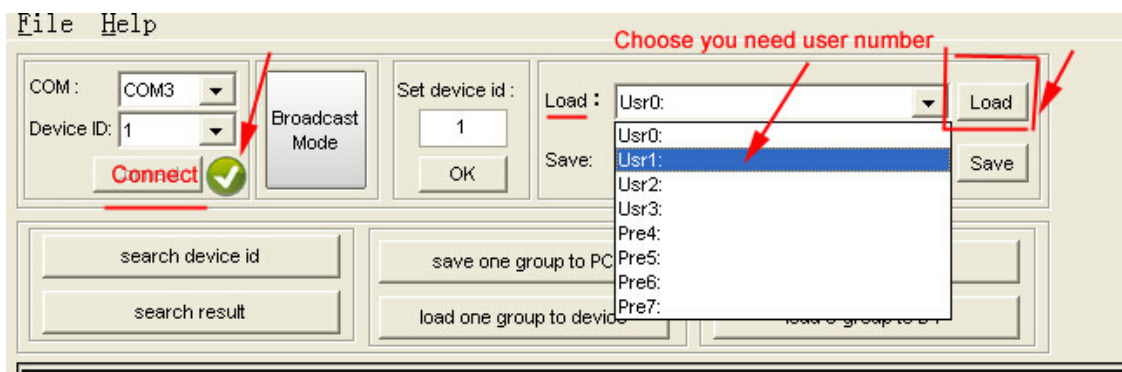 File Help
Choose you need user number
COM :
COM3
Device ID:
1
Connect
Broadcast
Mode
Set device id :
1
OK
Load :
Usr0:
Load
Save:
Save
Usr0:
Usr1:
Usr2:
Usr3:
Pre4:
Pre5:
Pre6:
Pre7:
search device id
search result
save one group to PC
load one group to device